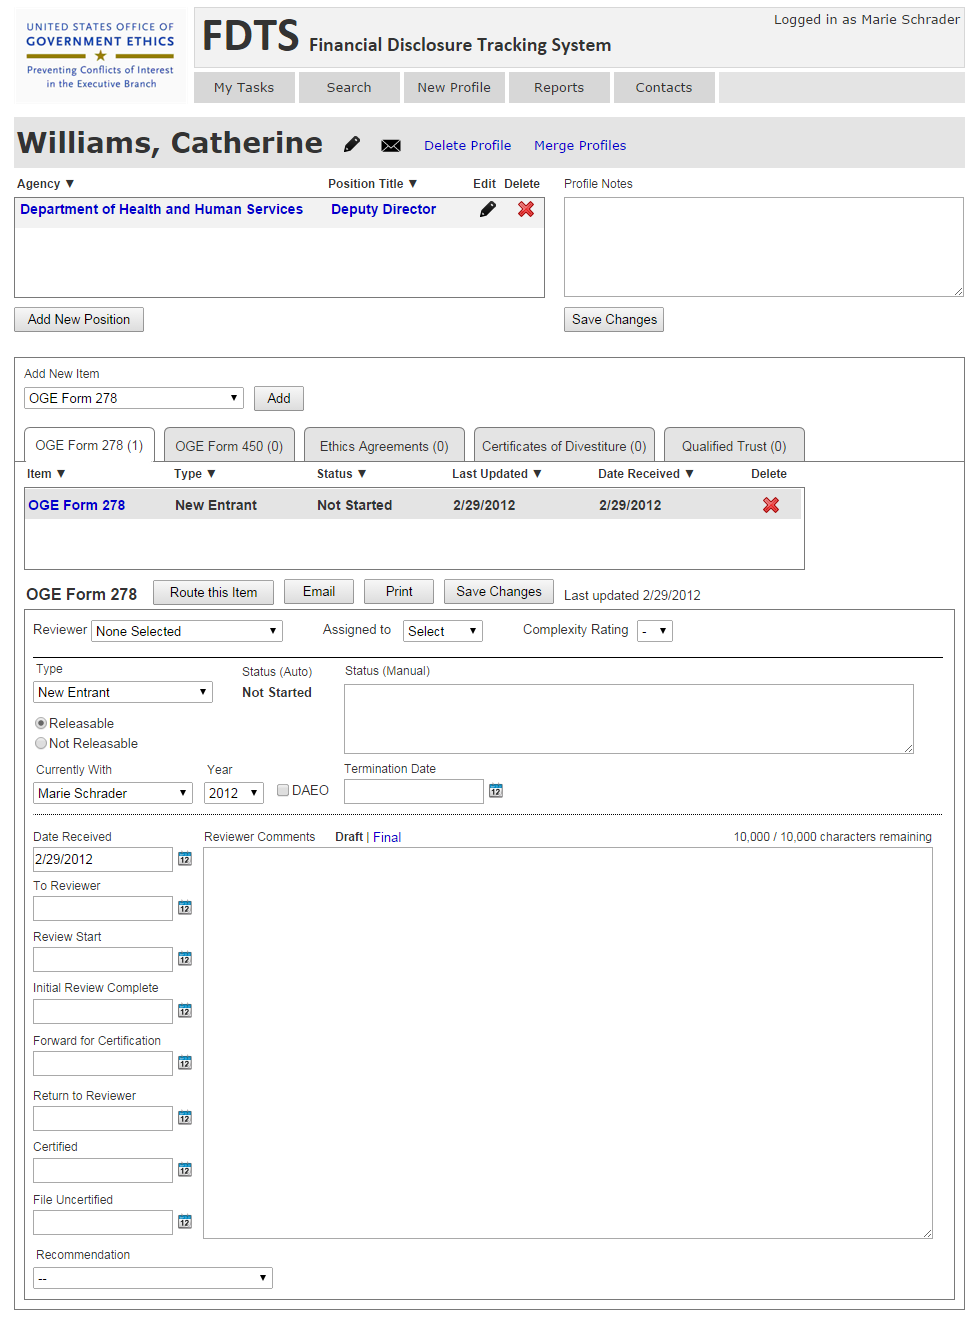 UNITED STATES OFFICE OF
GOVERNMENT ETHICS
Preventing Conflicts of Interest
in the Executive Branch
FDTS Financial Disclosure Tracking System
Logged in as Marie Schrader
My Tasks Search New Profile Reports Contacts
Williams, Catherine Delete Profile Merge Profiles
Agency ▼ Position Title ▼ Edit Delete Profile Notes
Department of Health and Human Services Deputy Director
Add New Position Save Changes
Add New Item
OGE Form 278 ▼ Add
OGE Form 278 (1) OGE Form 450 (0) Ethics Agreements (0) Certificates of Divestiture (0) Qualified Trust (0)
Item ▼ Type ▼ Status ▼ Last Updated ▼ Date Received ▼ Delete
OGE Form 278 New Entrant Not Started 2/29/2012 2/29/2012
OGE Form 278 Route this Item Email Print Save Changes Last updated 2/29/2012
Reviewer None Selected ▼ Assigned to Select ▼ Complexity Rating - ▼
Type Status (Auto) Status (Manual)
New Entrant ▼ Not Started
Releasable
Not Releasable
Currently With Year Termination Date
Marie Schrader ▼ 2012 ▼ DAEO 12
Date Received Reviewer Comments Draft | Final 10,000 / 10,000 characters remaining
2/29/2012 12
To Reviewer
12
Review Start
12
Initial Review Complete
12
Forward for Certification
12
Return to Reviewer
12
Certified
12
File Uncertified
12
Recommendation
-- ▼